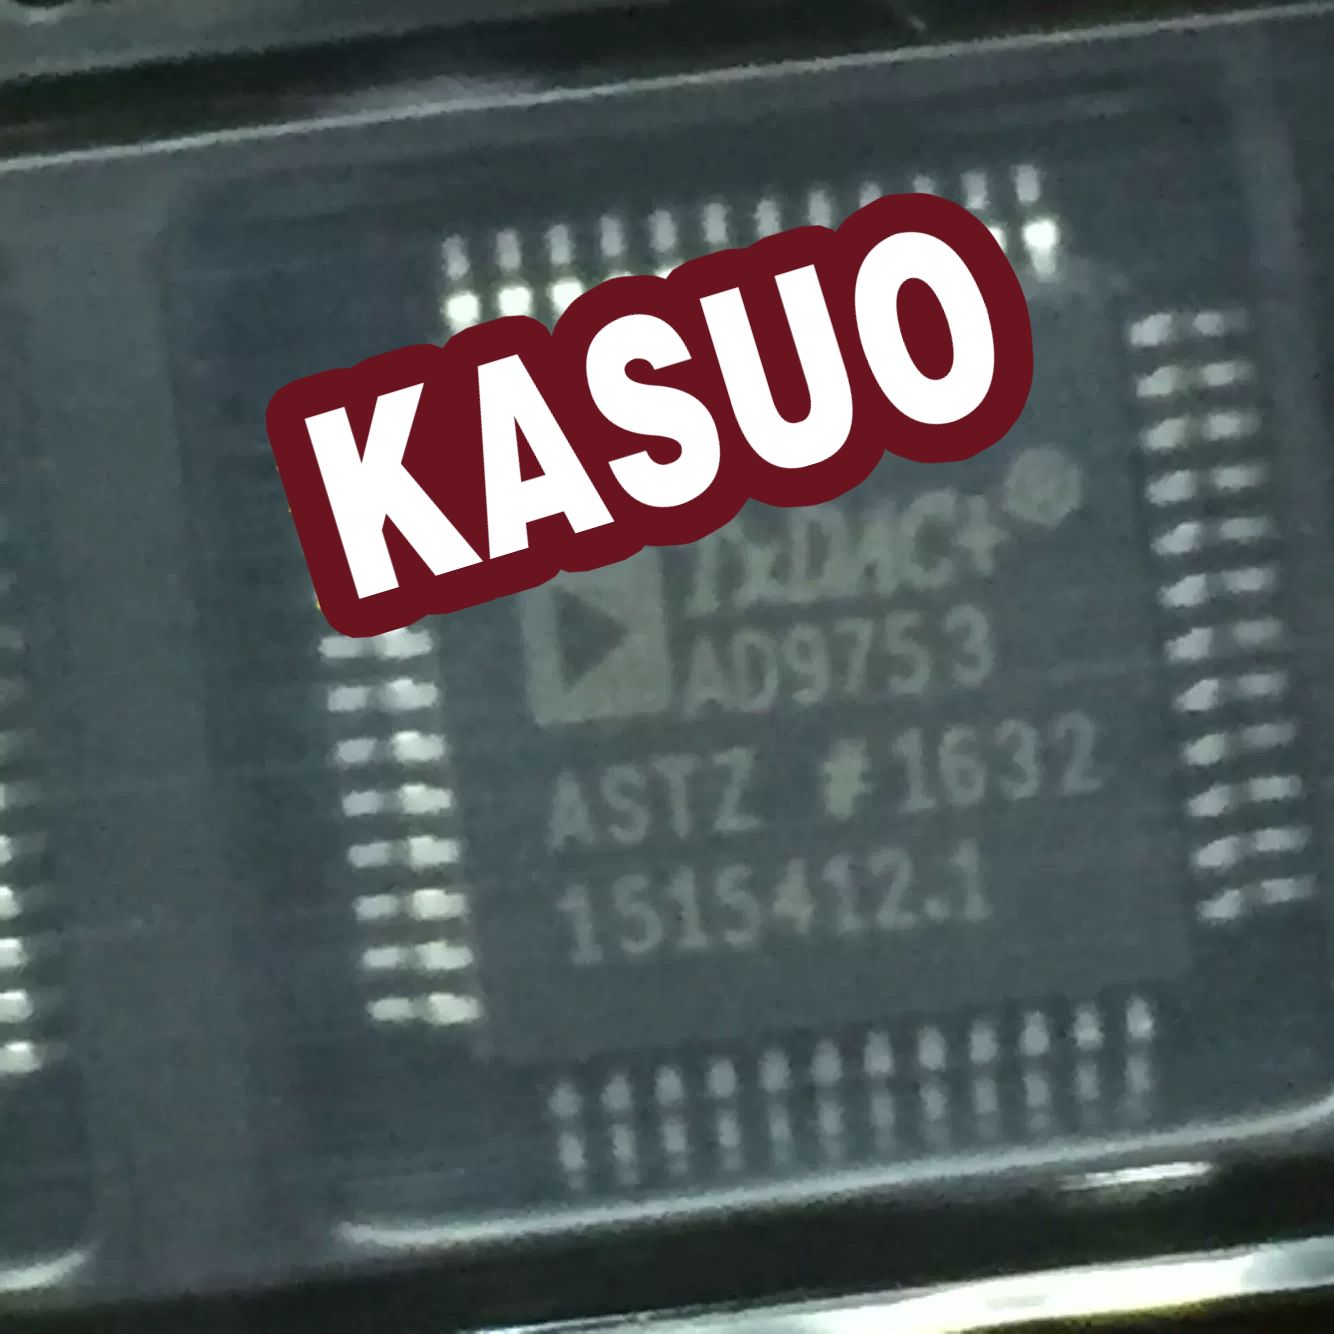 KASUO
TxDAC+®
AD9753
ASTZ #1632
1515412.1